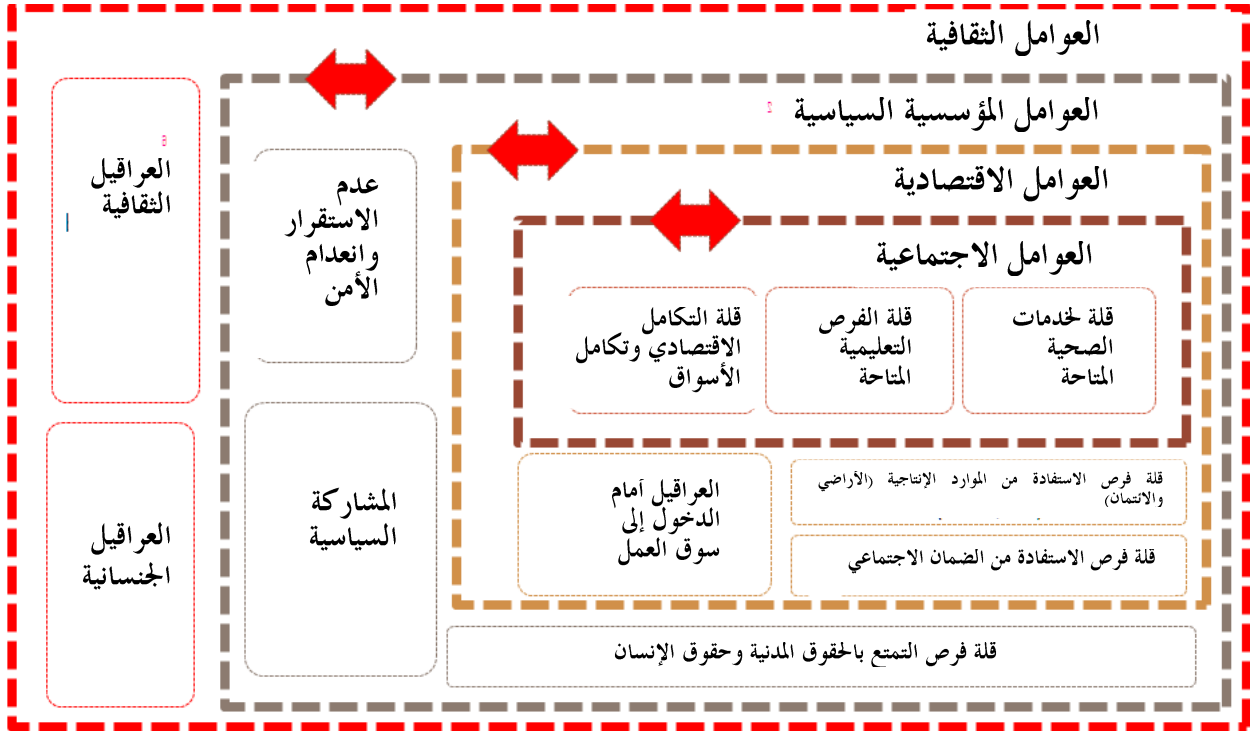 العوامل الثقافية
العوامل المؤسسية السياسية
العوامل الاقتصادية
العوامل الاجتماعية
قلة لخدمات
الصحية
المتاحة
قلة الفرص
التعليمية
المتاحة
قلة التكامل
الاقتصادي وتكامل
الأسواق
قلة فرص الاستفادة من الموارد الإنتاجية (الأراضي
والائتمان)
قلة فرص الاستفادة من الضمان الاجتماعي
العراقيل أمام
الدخول إلى
سوق العمل
عدم
الاستقرار
وانعدام
الأمن
المشاركة
السياسية
قلة فرص التمتع بالحقوق المدنية وحقوق الإنسان
العراقيل
الثقافية
العراقيل
الجنسانية